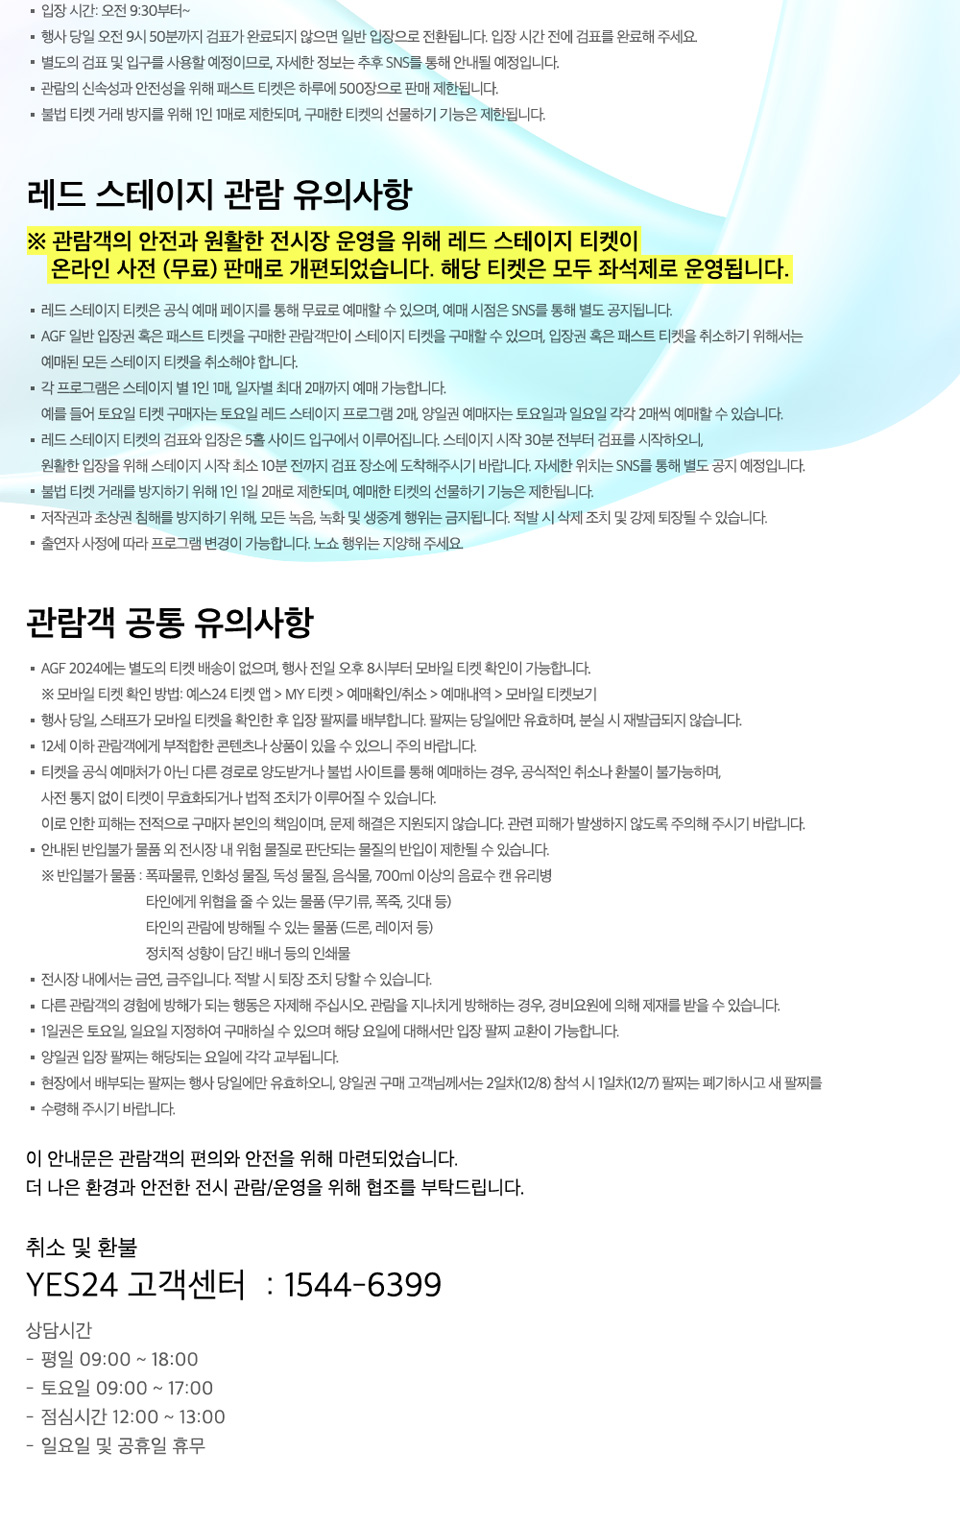 ▪ 입장 시간: 오전 9:30부터~
▪ 행사 당일 오전 9시 50분까지 검표가 완료되지 않으면 일반 입장으로 전환됩니다. 입장 시간 전에 검표를 완료해 주세요.
▪ 별도의 검표 및 입구를 사용할 예정이므로, 자세한 정보는 추후 SNS를 통해 안내될 예정입니다.
▪ 관람의 신속성과 안전성을 위해 패스트 티켓은 하루에 500장으로 판매 제한됩니다.
▪ 불법 티켓 거래 방지를 위해 1인 1매로 제한되며, 구매한 티켓의 선물하기 기능은 제한됩니다.
레드 스테이지 관람 유의사항
※ 관람객의 안전과 원활한 전시장 운영을 위해 레드 스테이지 티켓이
온라인 사전 (무료) 판매로 개편되었습니다. 해당 티켓은 모두 좌석제로 운영됩니다.
▪ 레드 스테이지 티켓은 공식 예매 페이지를 통해 무료로 예매할 수 있으며, 예매 시점은 SNS를 통해 별도 공지됩니다.
▪ AGF 일반 입장권 혹은 패스트 티켓을 구매한 관람객만이 스테이지 티켓을 구매할 수 있으며, 입장권 혹은 패스트 티켓을 취소하기 위해서는
예매된 모든 스테이지 티켓을 취소해야 합니다.
▪ 각 프로그램은 스테이지 별 1인 1매, 일자별 최대 2매까지 예매 가능합니다.
예를 들어 토요일 티켓 구매자는 토요일 레드 스테이지 프로그램 2매, 양일권 예매자는 토요일과 일요일 각각 2매씩 예매할 수 있습니다.
▪ 레드 스테이지 티켓의 검표와 입장은 5홀 사이드 입구에서 이루어집니다. 스테이지 시작 30분 전부터 검표를 시작하오니,
원활한 입장을 위해 스테이지 시작 최소 10분 전까지 검표 장소에 도착해주시기 바랍니다. 자세한 위치는 SNS를 통해 별도 공지 예정입니다.
▪ 불법 티켓 거래를 방지하기 위해 1인 1일 2매로 제한되며, 예매한 티켓의 선물하기 기능은 제한됩니다.
▪ 저작권과 초상권 침해를 방지하기 위해, 모든 녹음, 녹화 및 생중계 행위는 금지됩니다. 적발 시 삭제 조치 및 강제 퇴장될 수 있습니다.
▪ 출연자 사정에 따라 프로그램 변경이 가능합니다. 노쇼 행위는 지양해 주세요.
관람객 공통 유의사항
▪ AGF 2024에는 별도의 티켓 배송이 없으며, 행사 전일 오후 8시부터 모바일 티켓 확인이 가능합니다.
※ 모바일 티켓 확인 방법: 예스24 티켓 앱 > MY 티켓 > 예매확인/취소 > 예매내역 > 모바일 티켓보기
▪ 행사 당일, 스태프가 모바일 티켓을 확인한 후 입장 팔찌를 배부합니다. 팔찌는 당일에만 유효하며, 분실 시 재발급되지 않습니다.
▪ 12세 이하 관람객에게 부적합한 콘텐츠나 상품이 있을 수 있으니 주의 바랍니다.
▪ 티켓을 공식 예매처가 아닌 다른 경로로 양도받거나 불법 사이트를 통해 예매하는 경우, 공식적인 취소나 환불이 불가능하며,
사전 통지 없이 티켓이 무효화되거나 법적 조치가 이루어질 수 있습니다.
이로 인한 피해는 전적으로 구매자 본인의 책임이며, 문제 해결은 지원되지 않습니다. 관련 피해가 발생하지 않도록 주의해 주시기 바랍니다.
▪ 안내된 반입불가 물품 외 전시장 내 위험 물질로 판단되는 물질의 반입이 제한될 수 있습니다.
※ 반입불가 물품 : 폭파물류, 인화성 물질, 독성 물질, 음식물, 700ml 이상의 음료수 캔 유리병
타인에게 위협을 줄 수 있는 물품 (무기류, 폭죽, 깃대 등)
타인의 관람에 방해될 수 있는 물품 (드론, 레이저 등)
정치적 성향이 담긴 배너 등의 인쇄물
▪ 전시장 내에서는 금연, 금주입니다. 적발 시 퇴장 조치 당할 수 있습니다.
▪ 다른 관람객의 경험에 방해가 되는 행동은 자제해 주십시오. 관람을 지나치게 방해하는 경우, 경비요원에 의해 제재를 받을 수 있습니다.
▪ 1일권은 토요일, 일요일 지정하여 구매하실 수 있으며 해당 요일에 대해서만 입장 팔찌 교환이 가능합니다.
▪ 양일권 입장 팔찌는 해당되는 요일에 각각 교부됩니다.
▪ 현장에서 배부되는 팔찌는 행사 당일에만 유효하오니, 양일권 구매 고객님께서는 2일차(12/8) 참석 시 1일차(12/7) 팔찌는 폐기하시고 새 팔찌를
▪ 수령해 주시기 바랍니다.
이 안내문은 관람객의 편의와 안전을 위해 마련되었습니다.
더 나은 환경과 안전한 전시 관람/운영을 위해 협조를 부탁드립니다.
취소 및 환불
YES24 고객센터 : 1544-6399
상담시간
- 평일 09:00 ~ 18:00
- 토요일 09:00 ~ 17:00
- 점심시간 12:00 ~ 13:00
- 일요일 및 공휴일 휴무